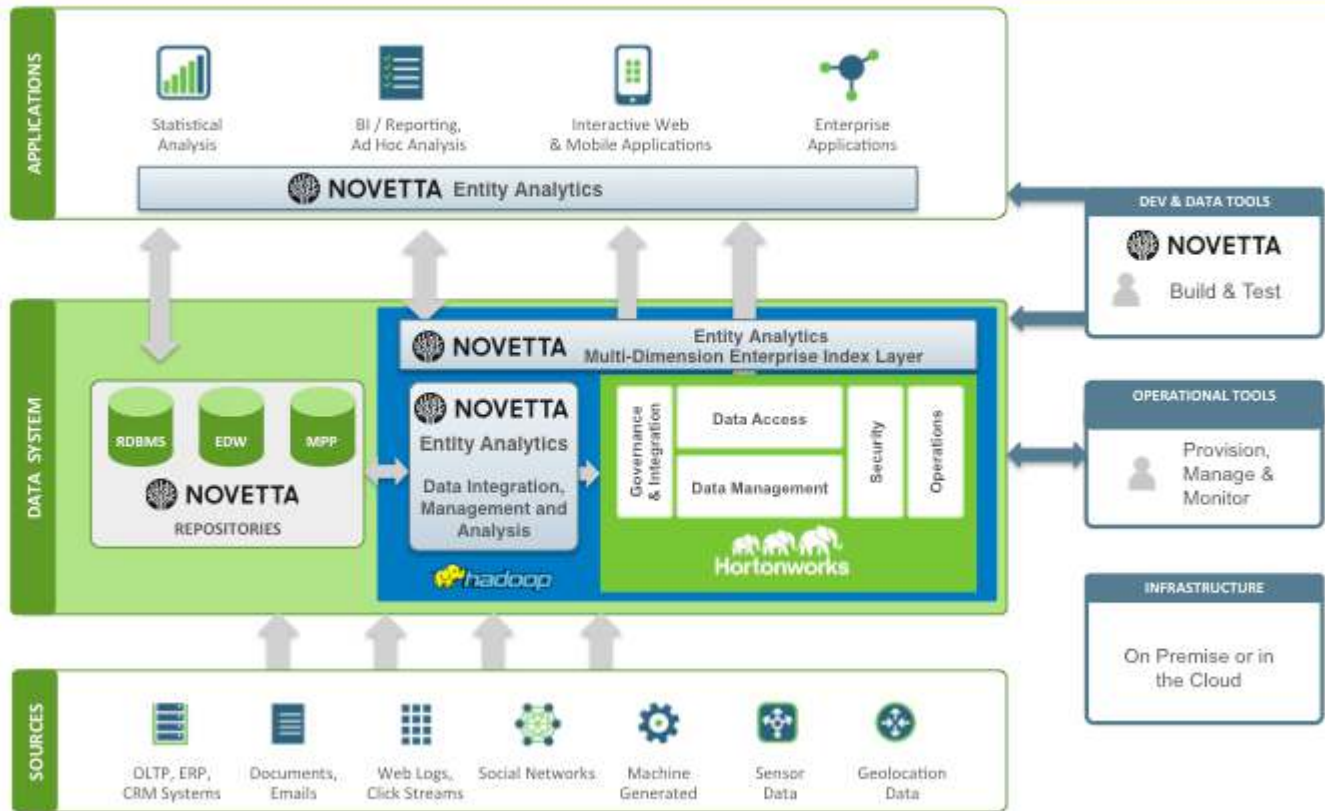 APPLICATIONS
Statistical
Analysis
BI / Reporting,
Ad Hoc Analysis
Interactive Web
& Mobile Applications
Enterprise
Applications
NOVETTA Entity Analytics
DEV & DATA TOOLS
NOVETTA
Build & Test
DATA SYSTEM
NOVETTA
Entity Analytics
Multi-Dimension Enterprise Index Layer
RDBMS
EDW
MPP
NOVETTA
REPOSITORIES
NOVETTA
Entity Analytics
Data Integration,
Management and
Analysis
hadoop
Governance
& Integration
Data Access
Data Management
Security
Operations
Hortonworks
OPERATIONAL TOOLS
Provision,
Manage &
Monitor
INFRASTRUCTURE
On Premise or in
the Cloud
SOURCES
OLTP, ERP,
CRM Systems
Documents,
Emails
Web Logs,
Click Streams
Social Networks
Machine
Generated
Sensor
Data
Geolocation
Data